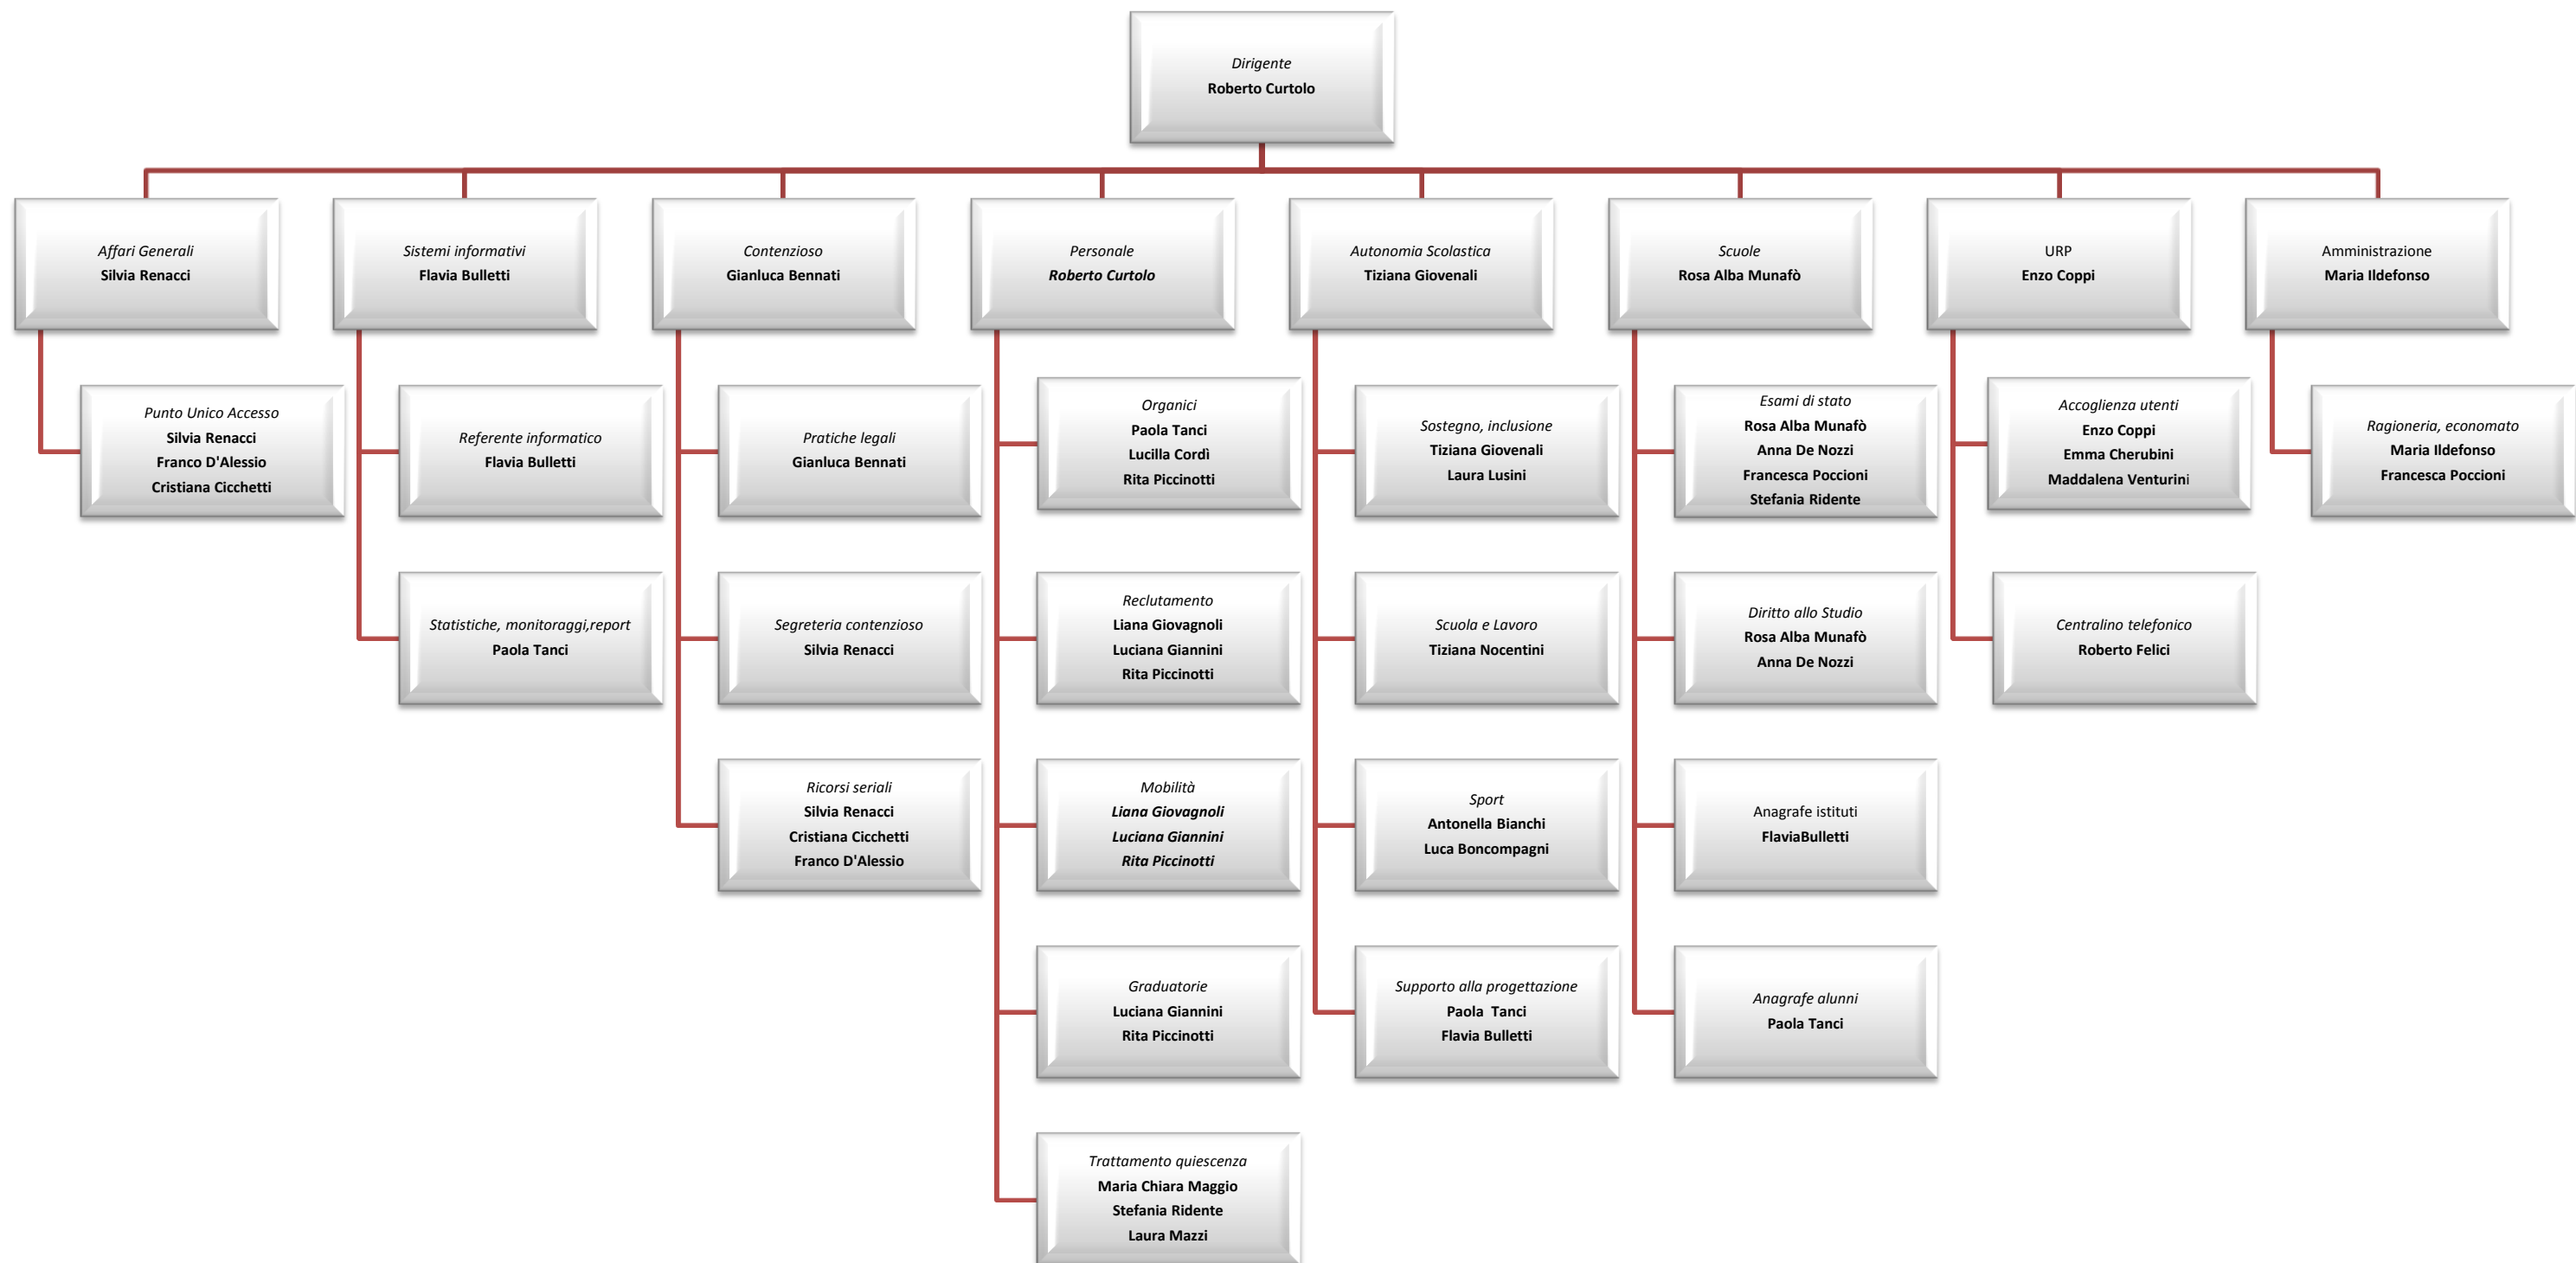 Dirigente
Roberto Curtolo
Affari Generali
Silvia Renacci
Sistemi informativi
Flavia Bulletti
Contenzioso
Gianluca Bennati
Personale
Roberto Curtolo
Autonomia Scolastica
Tiziana Giovenali
Scuole
Rosa Alba Munafò
URP
Enzo Coppi
Amministrazione
Maria Ildefonso
Punto Unico Accesso
Silvia Renacci
Franco D'Alessio
Cristiana Cicchetti
Referente informatico
Flavia Bulletti
Statistiche, monitoraggi,report
Paola Tanci
Pratiche legali
Gianluca Bennati
Segreteria contenzioso
Silvia Renacci
Ricorsi seriali
Silvia Renacci
Cristiana Cicchetti
Franco D'Alessio
Organici
Paola Tanci
Lucilla Cordì
Rita Piccinotti
Reclutamento
Liana Giovagnoli
Luciana Giannini
Rita Piccinotti
Mobilità
Liana Giovagnoli
Luciana Giannini
Rita Piccinotti
Graduatorie
Luciana Giannini
Rita Piccinotti
Trattamento quiescenza
Maria Chiara Maggio
Stefania Ridente
Laura Mazzi
Sostegno, inclusione
Tiziana Giovenali
Laura Lusini
Scuola e Lavoro
Tiziana Nocentini
Sport
Antonella Bianchi
Luca Boncompagni
Supporto alla progettazione
Paola  Tanci
Flavia Bulletti
Esami di stato
Rosa Alba Munafò
Anna De Nozzi
Francesca Poccioni
Stefania Ridente
Diritto allo Studio
Rosa Alba Munafò
Anna De Nozzi
Anagrafe istituti
FlaviaBulletti
Anagrafe alunni
Paola Tanci
Accoglienza utenti
Enzo Coppi
Emma Cherubini
Maddalena Venturini
Centralino telefonico
Roberto Felici
Ragioneria, economato
Maria Ildefonso
Francesca Poccioni